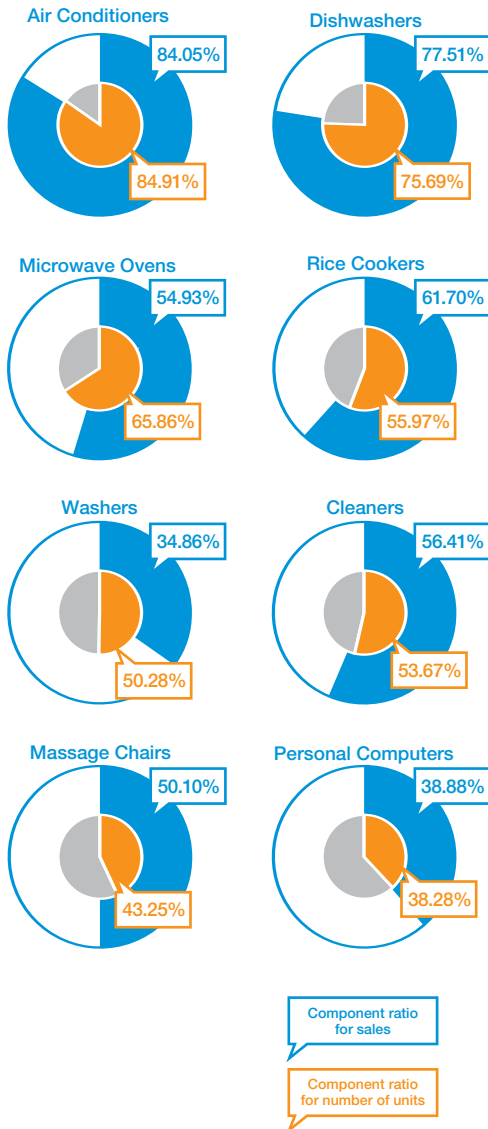 Air Conditioners
84.05%
84.91%
Dishwashers
77.51%
75.69%
Microwave Ovens
54.93%
65.86%
Rice Cookers
61.70%
55.97%
Washers
34.86%
50.28%
Cleaners
56.41%
53.67%
Massage Chairs
50.10%
43.25%
Personal Computers
38.88%
38.28%
Component ratio
for sales
Component ratio
for number of units